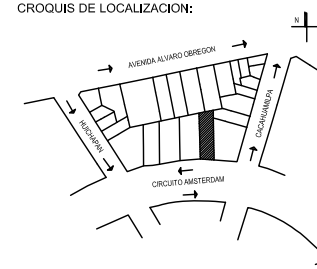 CROQUIS DE LOCALIZACION:
N
AVENIDA ALVARO OBREGON
HUICHAPAN
CACAHUAMILPA
CIRCUITO AMSTERDAM